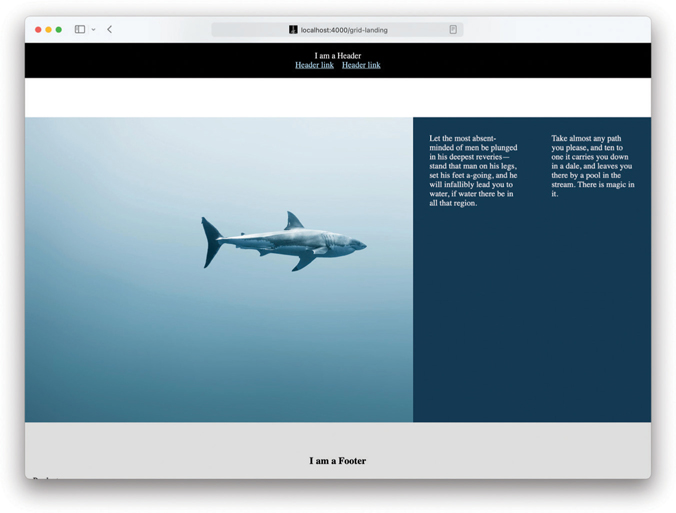 localhost:4000/grid-landing
I am a Header
Header link Header link
Let the most absent-
minded of men be plunged
in his deepest reveries—
stand that man on his legs,
set his feet a-going, and he
will infallibly lead you to
water, if water there be in
all that region.
Take almost any path
you please, and ten to
one it carries you down
in a dale, and leaves you
there by a pool in the
stream. There is magic in
it.
I am a Footer